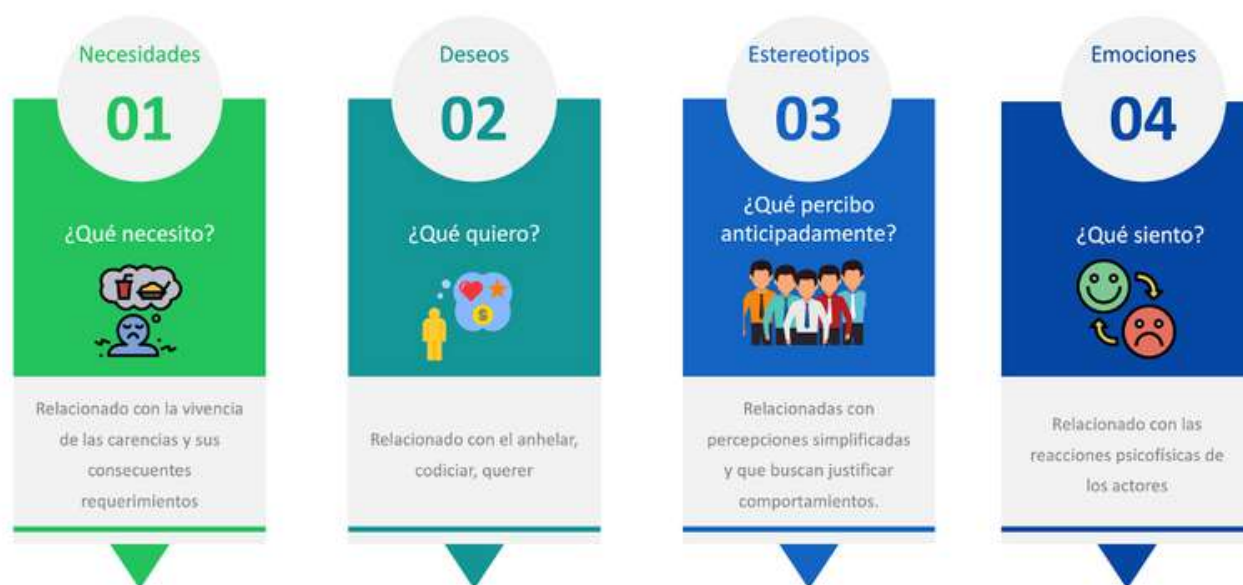 Necesidades
01
¿Qué necesito?
Relacionado con la vivencia
de las carencias y sus
consecuentes
requerimientos
Deseos
02
¿Qué quiero?
$
Relacionado con el anhelar,
codiciar, querer
Estereotipos
03
¿Qué percibo
anticipadamente?
Relacionadas con
percepciones simplificadas
y que buscan justificar
comportamientos.
Emociones
04
¿Qué siento?
Relacionado con las
reacciones psicofísicas de
los actores